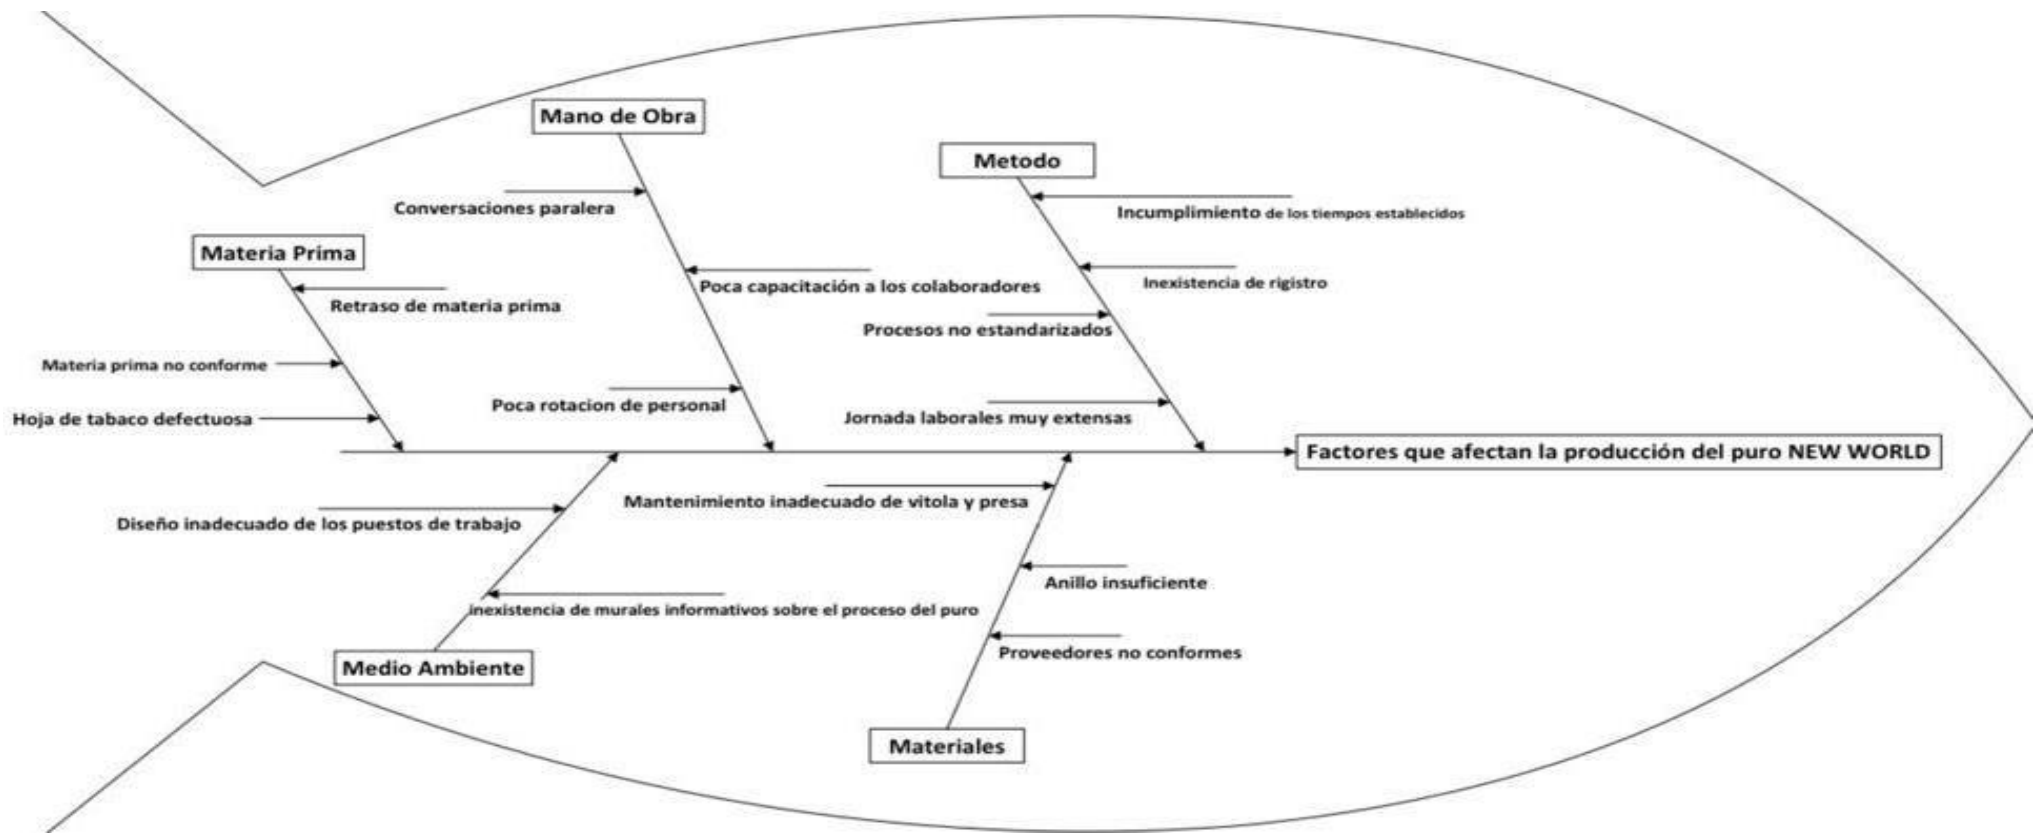 Mano de Obra
Metodo
Conversaciones paralera
Incumplimiento de los tiempos establecidos
Materia Prima
Poca capacitación a los colaboradores
Inexistencia de rigistro
Retraso de materia prima
Procesos no estandarizados
Materia prima no conforme
Poca rotacion de personal
Hoja de tabaco defectuosa
Jornada laborales muy extensas
Factores que afectan la producción del puro NEW WORLD
Mantenimiento inadecuado de vitola y presa
Diseño inadecuado de los puestos de trabajo
Anillo insuficiente
inexistencia de murales informativos sobre el proceso del puro
Proveedores no conformes
Medio Ambiente
Materiales